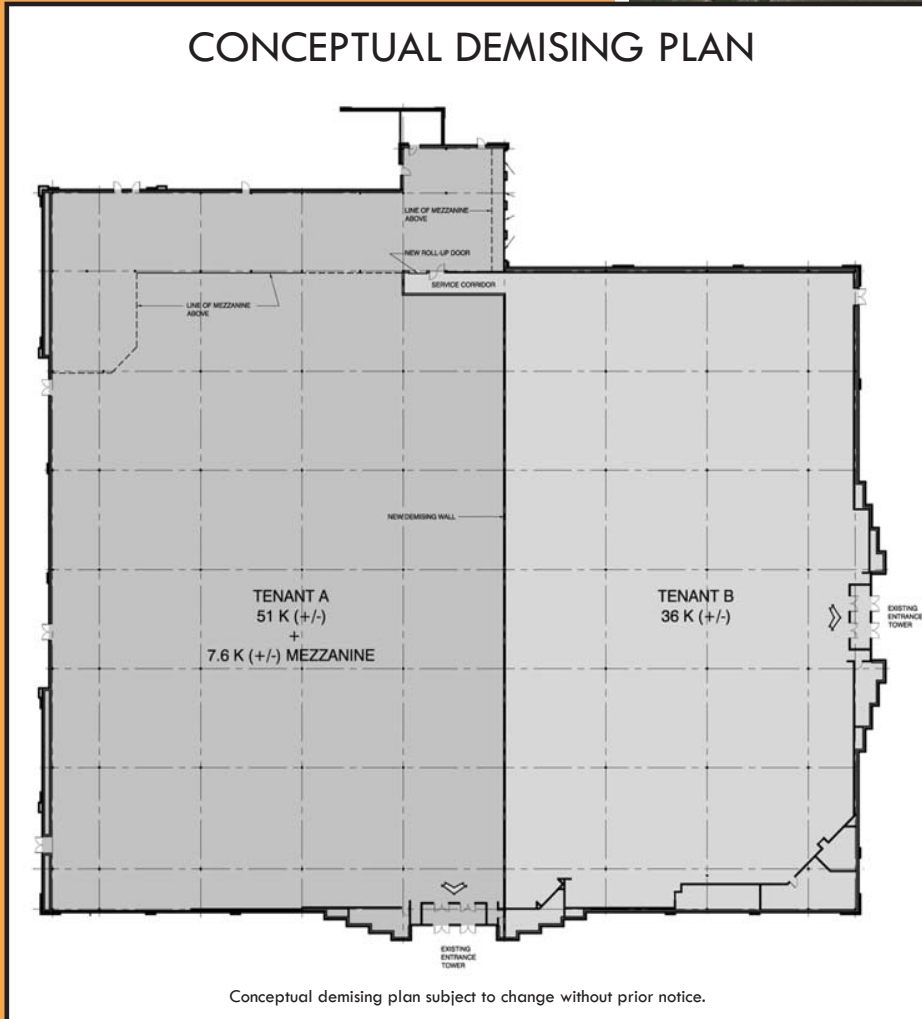 CONCEPTUAL DEMISING PLAN
LINE OF MEZZANINE
ABOVE
NEW ROLL-UP DOOR
SERVICE CORRIDOR
LINE OF MEZZANINE
ABOVE
NEW DEMISING WALL
TENANT A
51 K (+/-)
+
7.6 K (+/-) MEZZANINE
TENANT B
36 K (+/-)
EXISTING
ENTRANCE
TOWER
EXISTING
ENTRANCE
TOWER
Conceptual demising plan subject to change without prior notice.